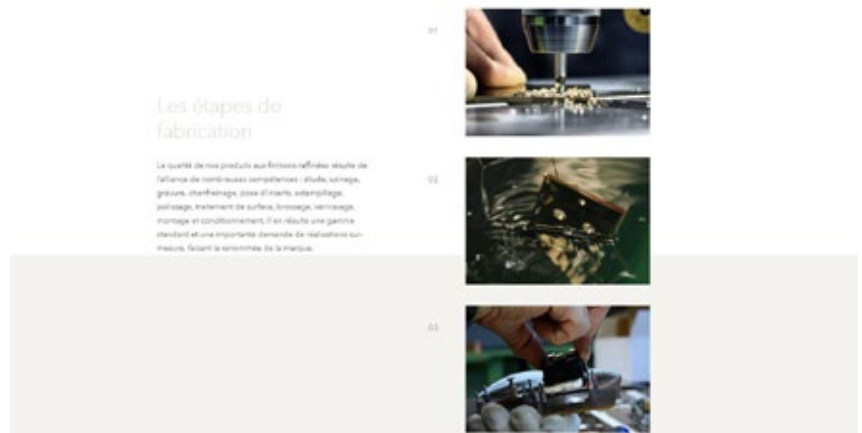 01
Les étapes de
fabrication
La qualité de nos produits aux finitions raffinées résulte de
l'alliance de nombreuses compétences : étude, usinage,
gravure, chanfreinage, pose d'inserts, estampillage,
polissage, traitement de surface, brossage, vernissage,
montage et conditionnement. Il en résulte une gamme
standard et une importante demande de réalisations sur-
mesure, faisant la renommée de la marque.
02
03